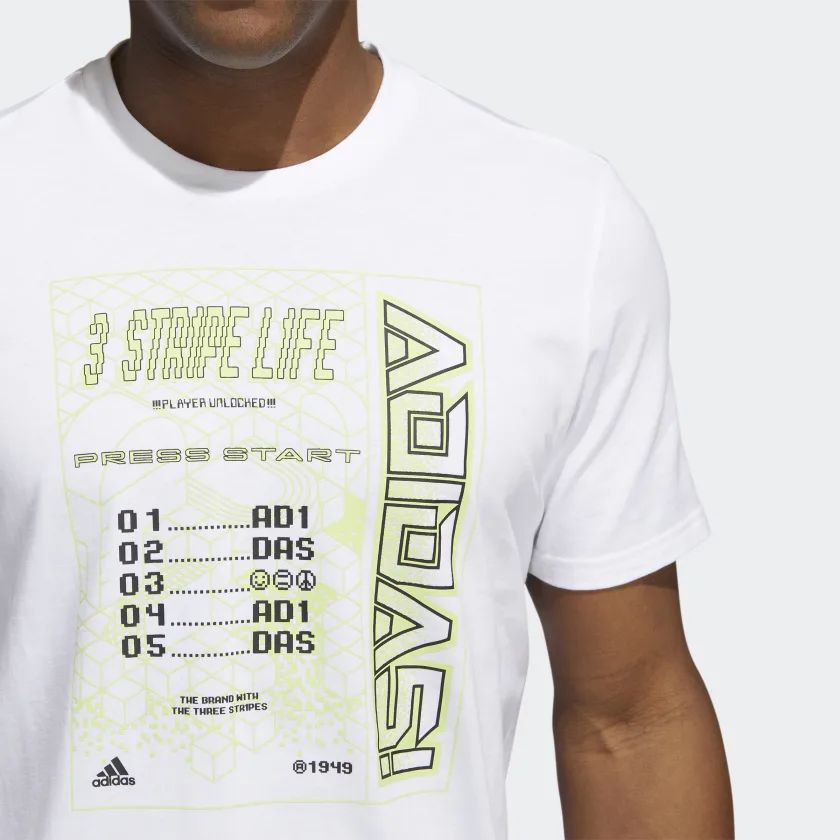 3 STRIPE LIFE
!!!PLAYER UNLOCKED!!!
PRESS START
01..............AD1
02..............DAS
03..............☺☮
04..............AD1
05..............DAS
THE BRAND WITH
THE THREE STRIPES
adidas
®1949
ADIDAS!